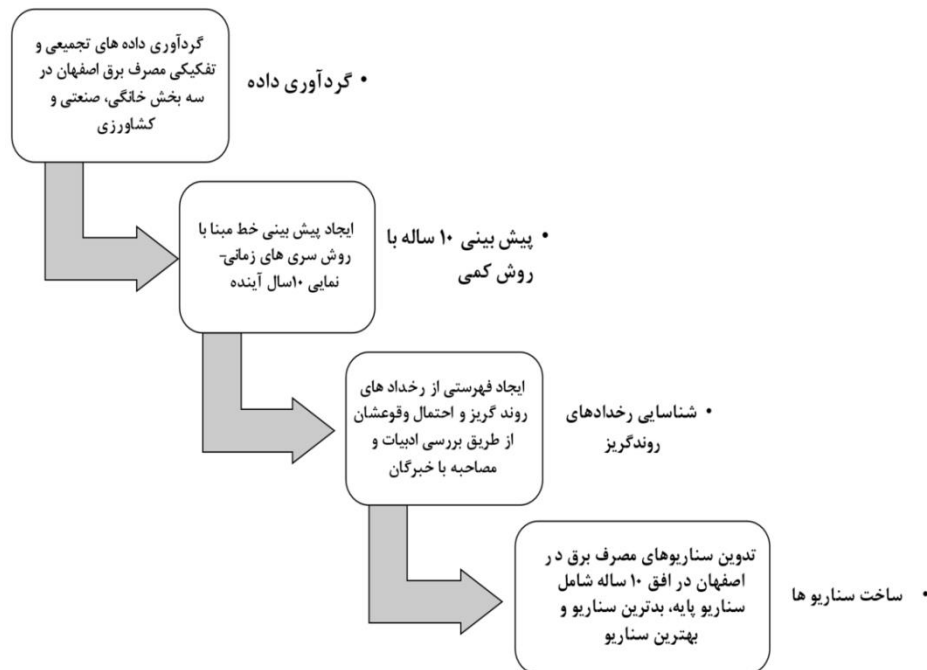 گردآوری داده های تجمیعی و
تفکیکی مصرف برق اصفهان در
سه بخش خانگی، صنعتی و
کشاورزی
• گردآوری داده
ایجاد پیش بینی خط مبنا با
روش سری های زمانی-
نمایی ۱۰سال آینده
• پیش بینی ۱۰ ساله با
روش کمی
ایجاد فهرستی از رخداد های
روند گریز و احتمال وقوعشان
از طریق بررسی ادبیات و
مصاحبه با خبرگان
• شناسایی رخدادهای
روندگریز
تدوین سناریوهای مصرف برق در
اصفهان در افق ۱۰ ساله شامل
سناریو پایه، بدترین سناریو و
بهترین سناریو
• ساخت سناریو ها